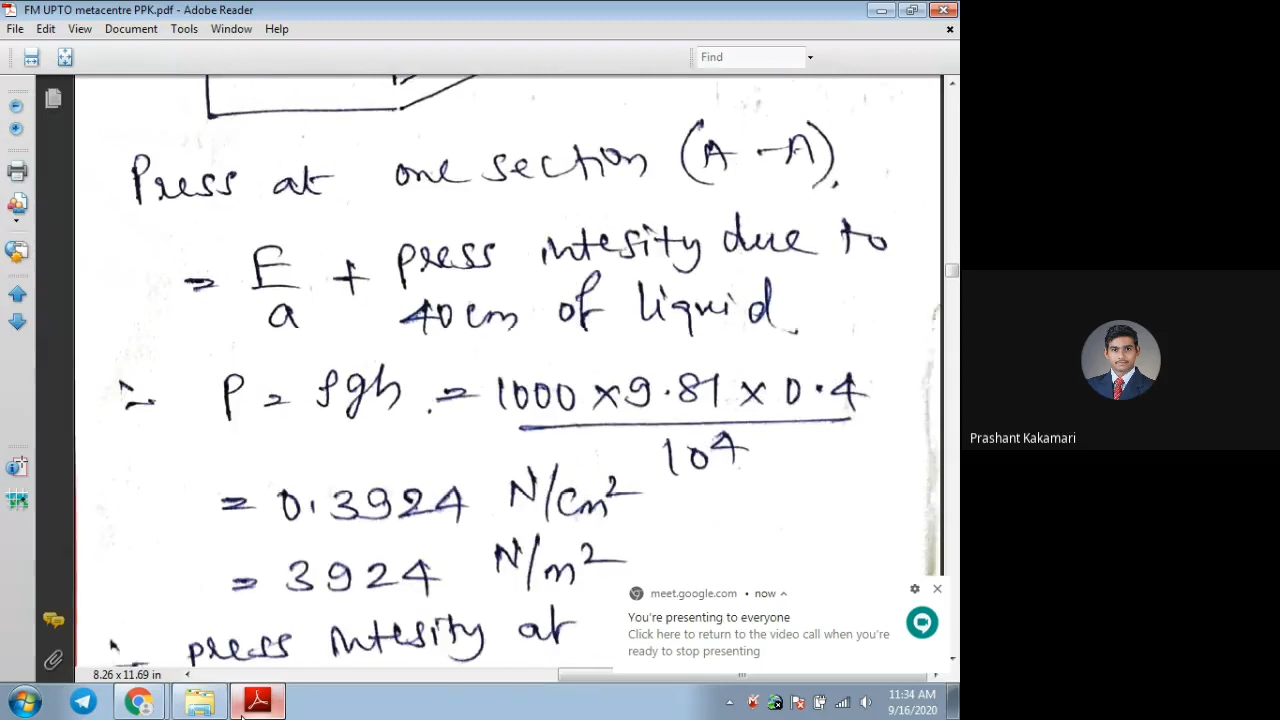 FM UPTO metacentre PPK.pdf - Adobe Reader
File Edit View Document Tools Window Help
Find
Press at one section (A-A).
= F/a + press intesity due to
40cm of liquid.
∴ P = ρgh = 1000 × 9.81 × 0.4
10⁴
= 0.3924 N/cm²
= 3924 N/m²
∴ press intesity at
Prashant Kakamari
meet.google.com • now
You're presenting to everyone
Click here to return to the video call when you're
ready to stop presenting
8.26 x 11.69 in
11:34 AM
9/16/2020